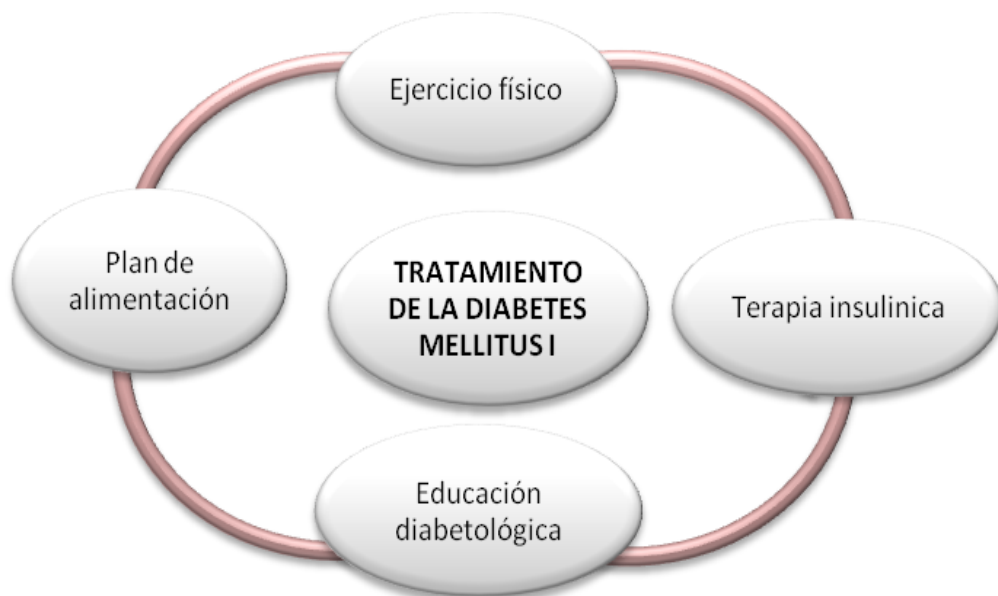 Ejercicio físico
Plan de
alimentación
TRATAMIENTO
DE LA DIABETES
MELLITUS I
Terapia insulinica
Educación
diabetológica